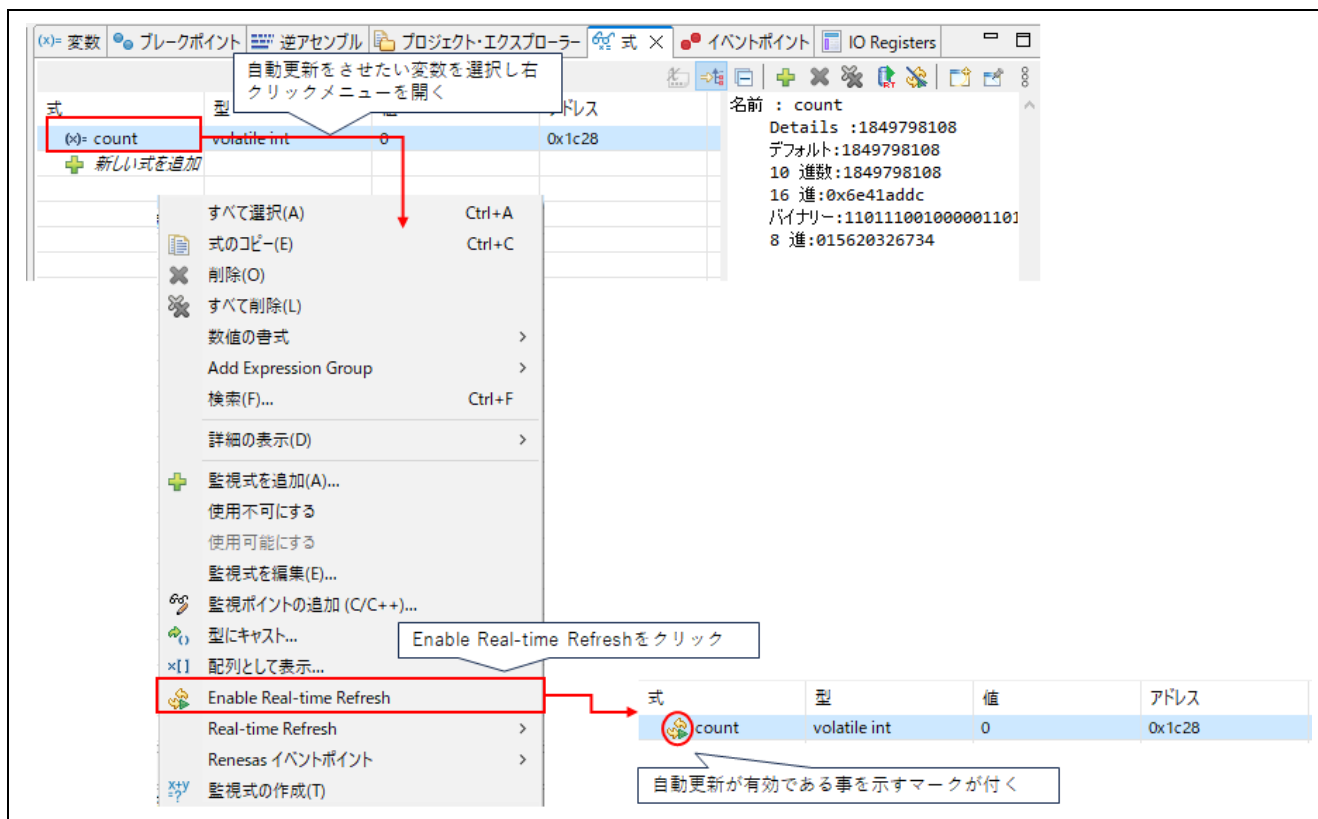 (x)= 変数 ブレークポイント 逆アセンブル プロジェクト・エクスプローラー 式 × イベントポイント IO Registers
自動更新をさせたい変数を選択し右
クリックメニューを開く
式 型 アドレス
(x)= count volatile int 0 0x1c28
新しい式を追加
名前 : count
Details :1849798108
デフォルト:1849798108
10 進数:1849798108
16 進:0x6e41addc
バイナリー:110111001000001101
8 進:015620326734
すべて選択(A) Ctrl+A
式のコピー(E) Ctrl+C
削除(O)
すべて削除(L)
数値の書式 >
Add Expression Group >
検索(F)... Ctrl+F
詳細の表示(D) >
監視式を追加(A)...
使用不可にする
使用可能にする
監視式を編集(E)...
監視ポイントの追加 (C/C++)...
型にキャスト...
Enable Real-time Refreshをクリック
×[] 配列として表示...
Enable Real-time Refresh
Real-time Refresh >
Renesas イベントポイント >
x+y=? 監視式の作成(T)
式 型 値 アドレス
count volatile int 0 0x1c28
自動更新が有効である事を示すマークが付く